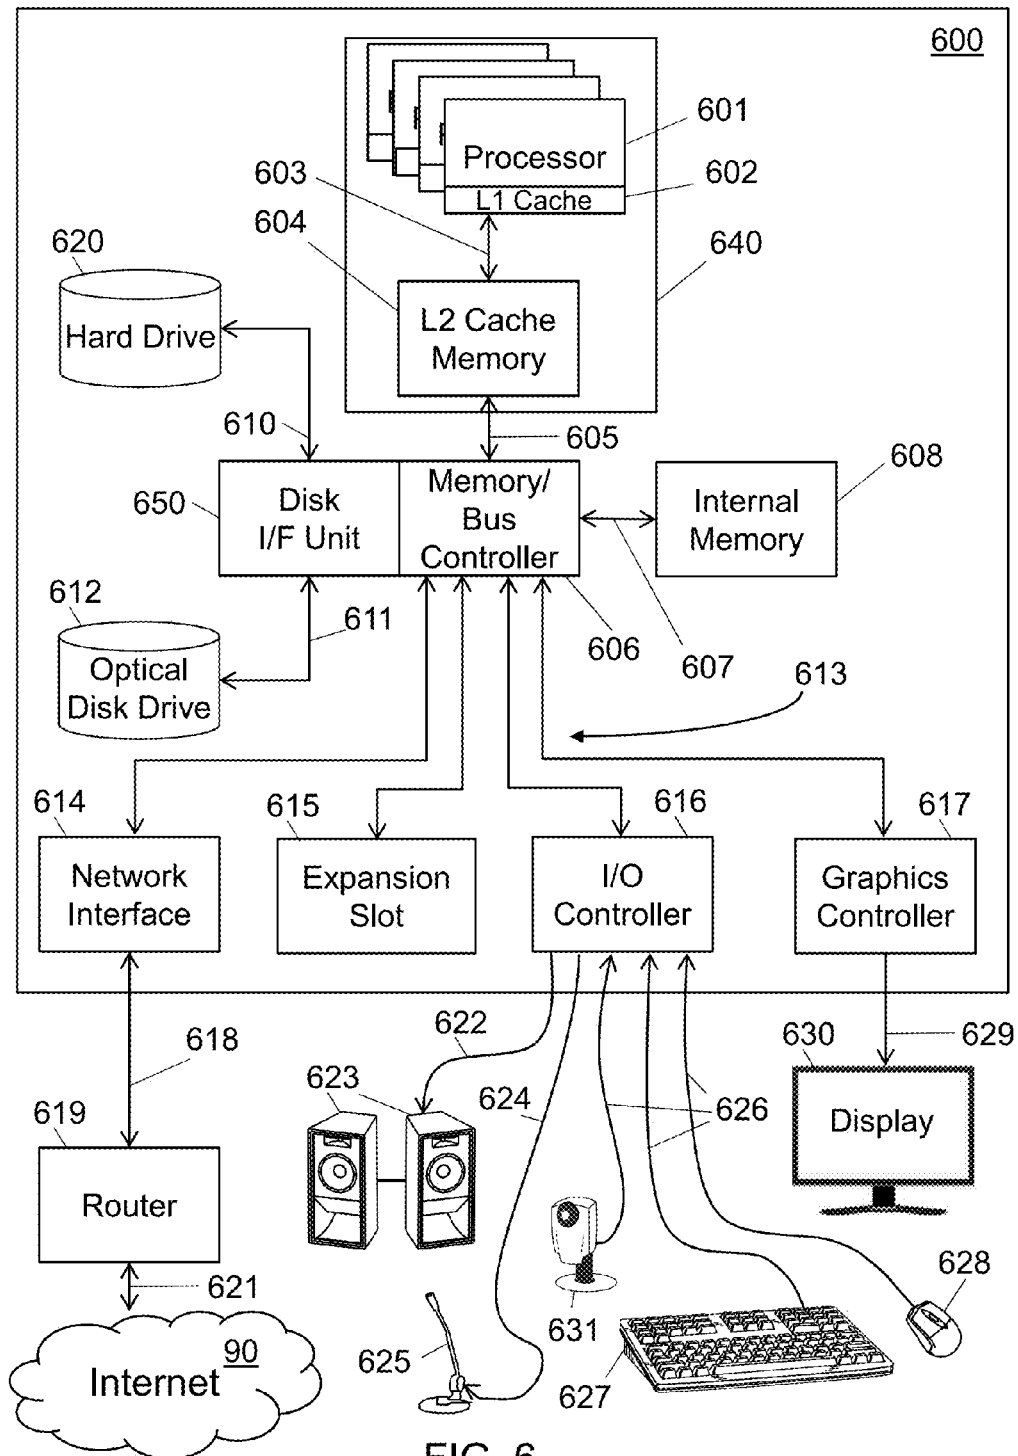 600
601
Processor
602
603
L1 Cache
604
640
620
L2 Cache
Memory
Hard Drive
610
605
608
650
Disk
I/F Unit
Memory/
Bus
Controller
Internal
Memory
612
611
606
607
613
Optical
Disk Drive
614
615
616
617
Network
Interface
Expansion
Slot
I/O
Controller
Graphics
Controller
618
622
630
629
619
623
624
626
Display
Router
621
628
90
Internet
625
631
627
FIG. 6